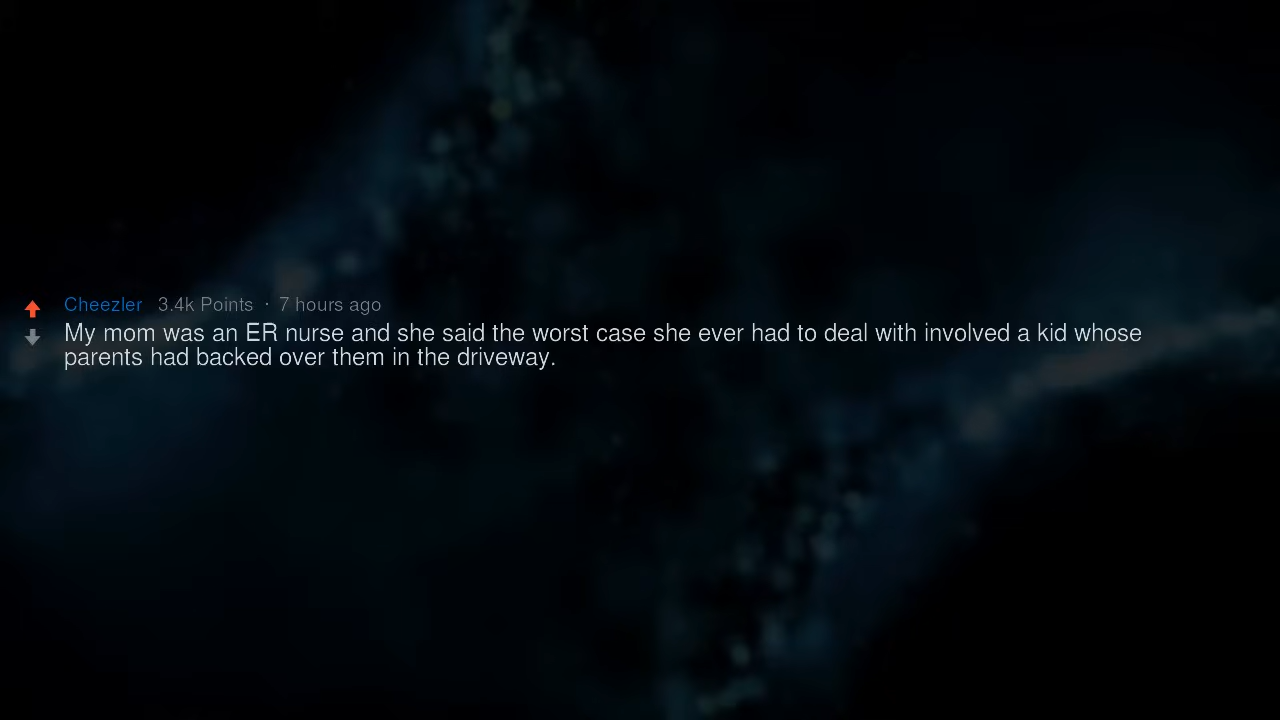 Cheezler 3.4k Points · 7 hours ago
My mom was an ER nurse and she said the worst case she ever had to deal with involved a kid whose
parents had backed over them in the driveway.